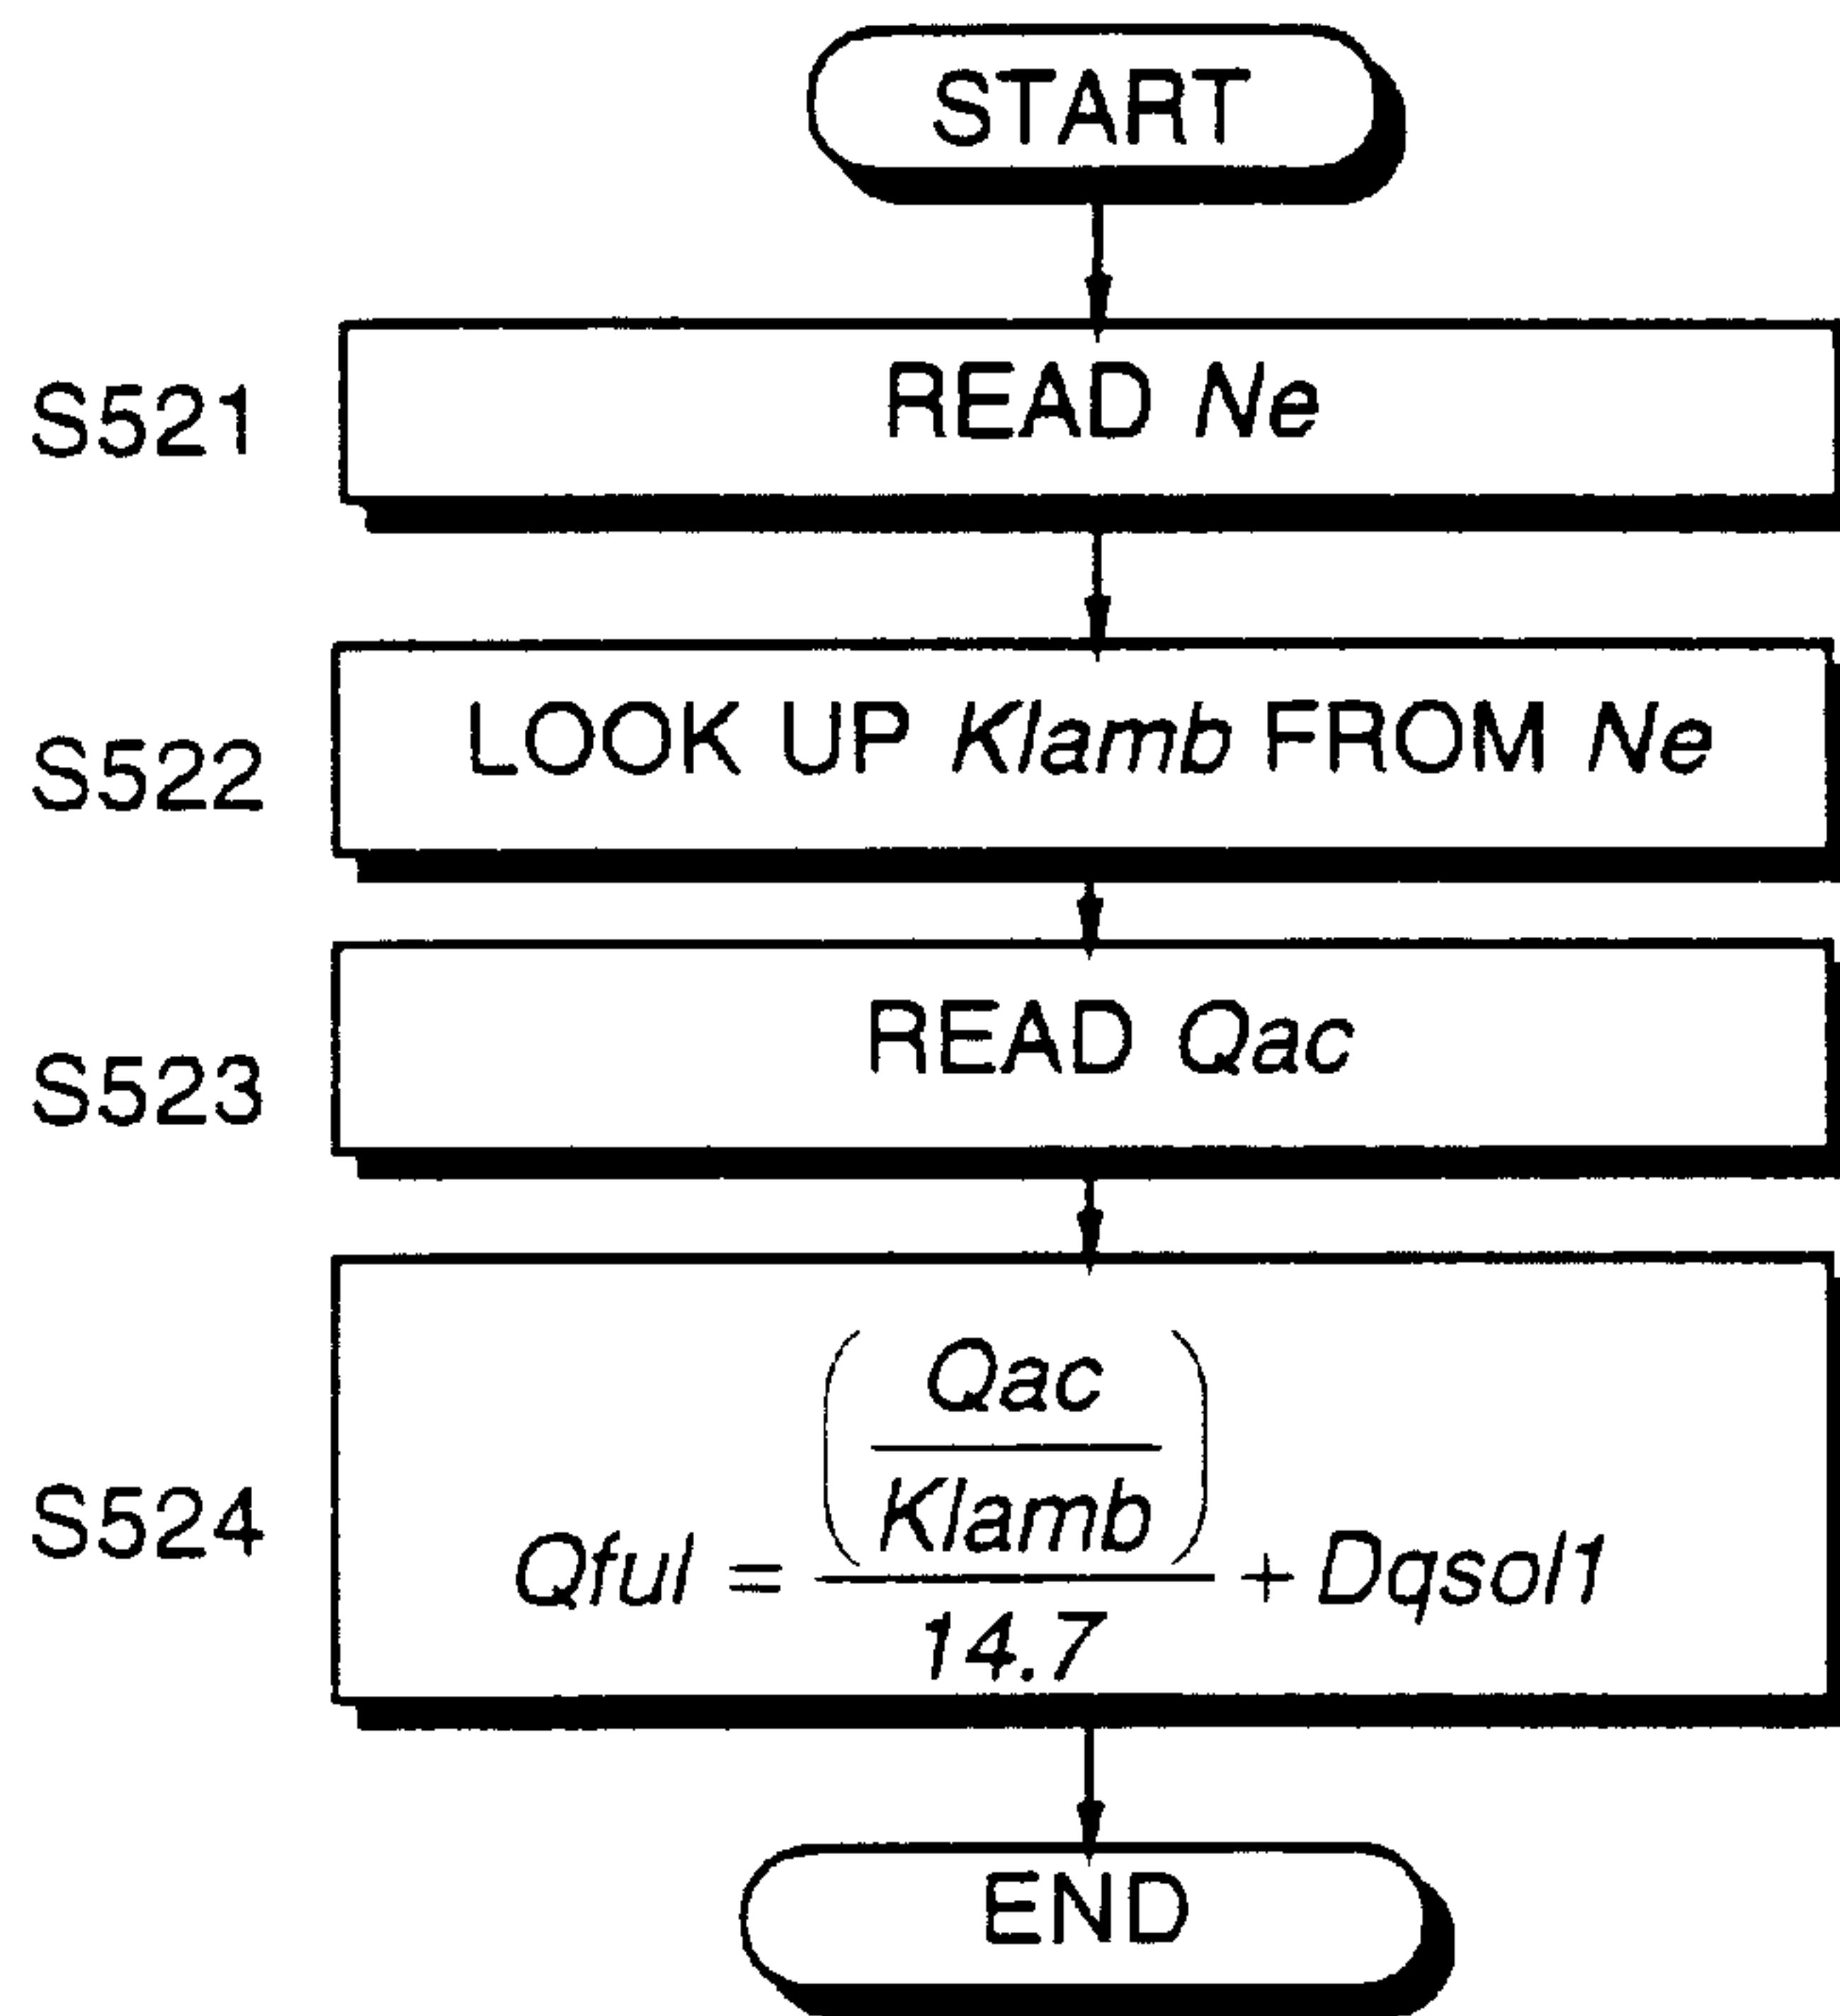 START
S521
READ Ne
S522
LOOK UP Klamb FROM Ne
S523
READ Qac
S524
Qful = (Qac / Klamb) / 14.7 + Dqsol1
END